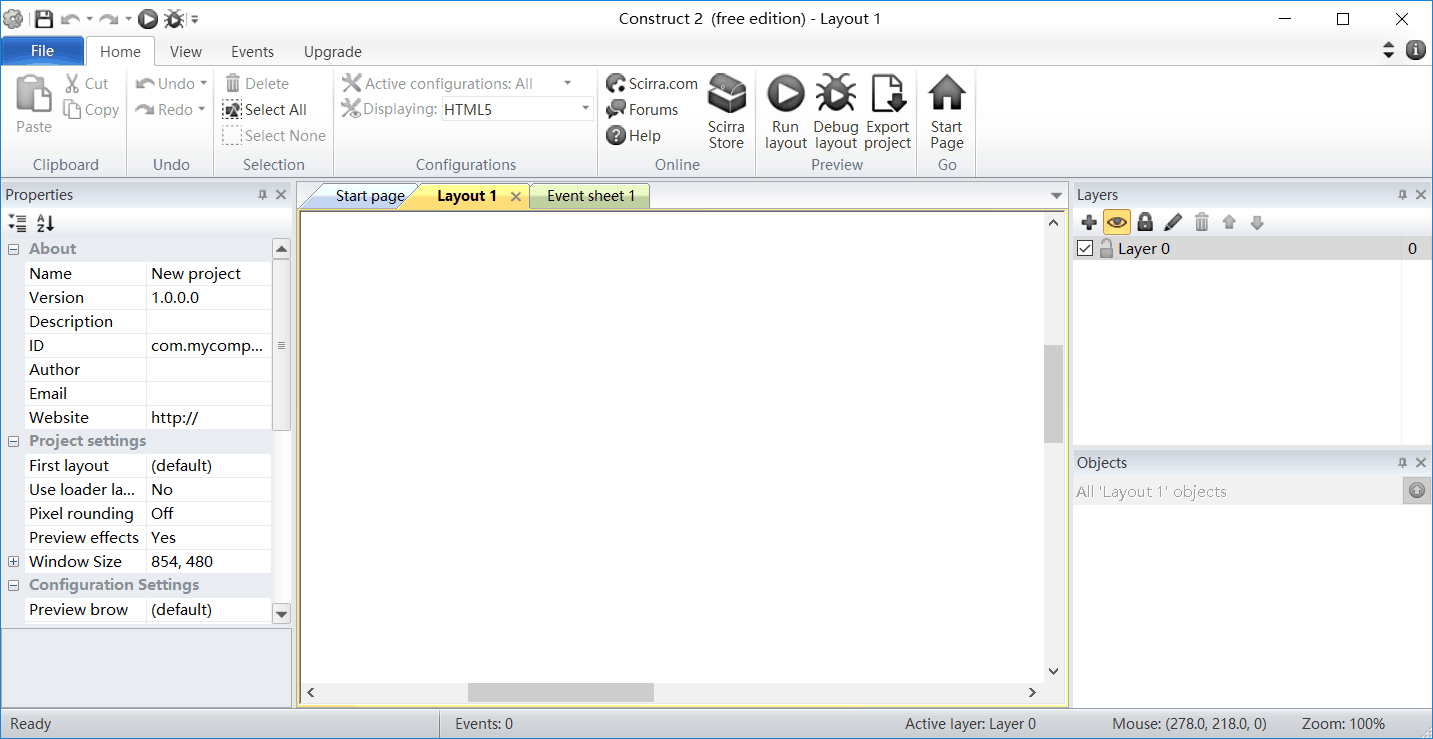 Construct 2 (free edition) - Layout 1
File Home View Events Upgrade
Paste
Cut
Copy
Clipboard
Undo
Redo
Undo
Delete
Select All
Select None
Selection
Active configurations: All
Displaying: HTML5
Configurations
Scirra.com
Forums
Help
Scirra
Store
Online
Run
layout
Debug
layout
Export
project
Preview
Start
Page
Go
Properties
About
Name New project
Version 1.0.0.0
Description
ID com.mycomp...
Author
Email
Website http://
Project settings
First layout (default)
Use loader la... No
Pixel rounding Off
Preview effects Yes
Window Size 854, 480
Configuration Settings
Preview brow (default)
Start page Layout 1 Event sheet 1
Layers
Layer 0 0
Objects
All 'Layout 1' objects
Ready Events: 0 Active layer: Layer 0 Mouse: (278.0, 218.0, 0) Zoom: 100%